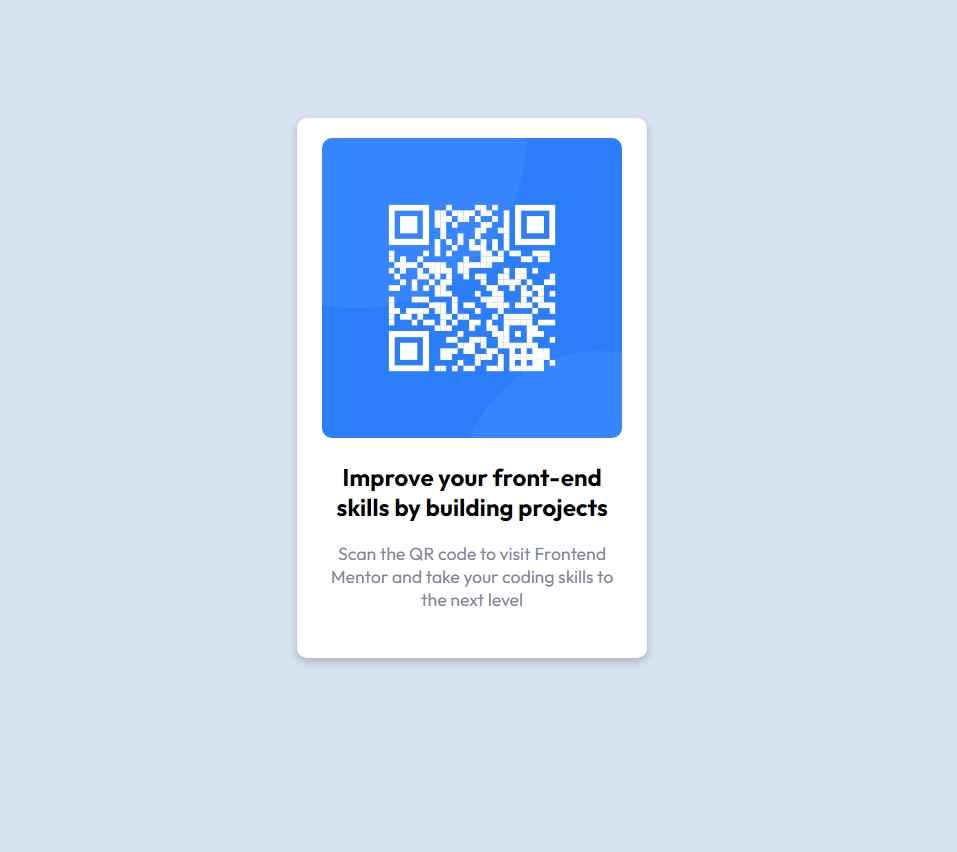 Improve your front-end
skills by building projects
Scan the QR code to visit Frontend
Mentor and take your coding skills to
the next level